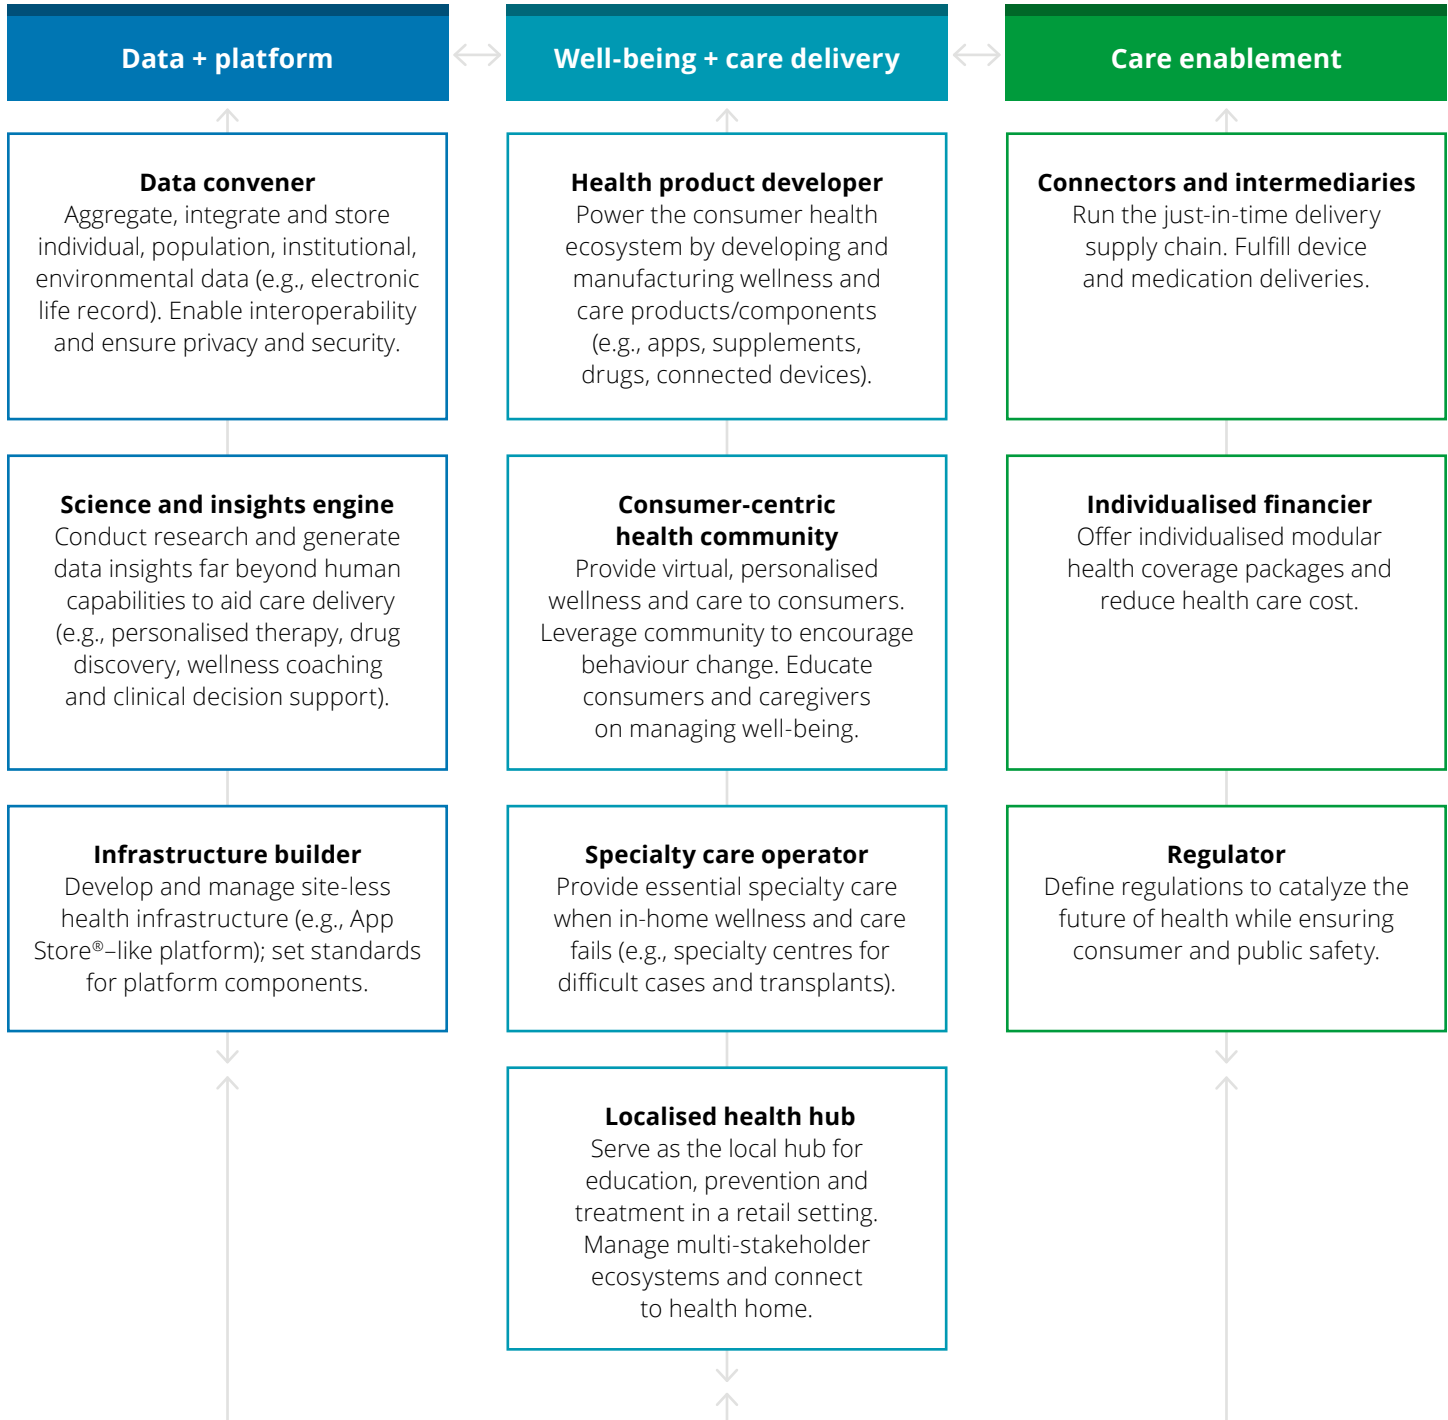 Data + platform
Well-being + care delivery
Care enablement
Data convener
Aggregate, integrate and store
individual, population, institutional,
environmental data (e.g., electronic
life record). Enable interoperability
and ensure privacy and security.
Health product developer
Power the consumer health
ecosystem by developing and
manufacturing wellness and
care products/components
(e.g., apps, supplements,
drugs, connected devices).
Connectors and intermediaries
Run the just-in-time delivery
supply chain. Fulfill device
and medication deliveries.
Science and insights engine
Conduct research and generate
data insights far beyond human
capabilities to aid care delivery
(e.g., personalised therapy, drug
discovery, wellness coaching
and clinical decision support).
Consumer-centric
health community
Provide virtual, personalised
wellness and care to consumers.
Leverage community to encourage
behaviour change. Educate
consumers and caregivers
on managing well-being.
Individualised financier
Offer individualised modular
health coverage packages and
reduce health care cost.
Infrastructure builder
Develop and manage site-less
health infrastructure (e.g., App
Store®–like platform); set standards
for platform components.
Specialty care operator
Provide essential specialty care
when in-home wellness and care
fails (e.g., specialty centres for
difficult cases and transplants).
Regulator
Define regulations to catalyze the
future of health while ensuring
consumer and public safety.
Localised health hub
Serve as the local hub for
education, prevention and
treatment in a retail setting.
Manage multi-stakeholder
ecosystems and connect
to health home.